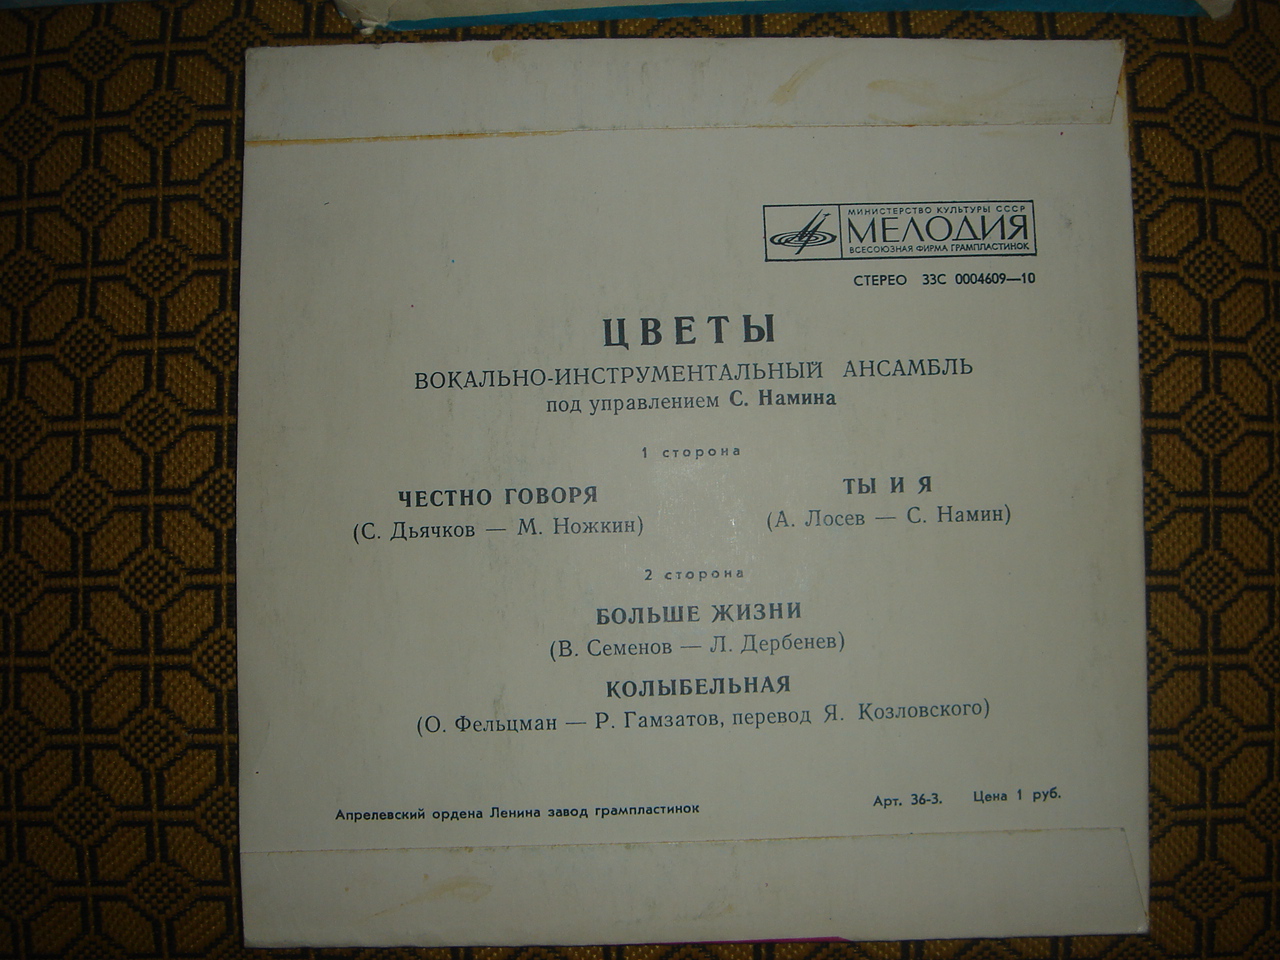 МИНИСТЕРСТВО КУЛЬТУРЫ СССР
МЕЛОДИЯ
ВСЕСОЮЗНАЯ ФИРМА ГРАМПЛАСТИНОК
СТЕРЕО 33С 0004609—10
ЦВЕТЫ
ВОКАЛЬНО-ИНСТРУМЕНТАЛЬНЫЙ АНСАМБЛЬ
под управлением С. Намина
1 сторона
ЧЕСТНО ГОВОРЯ
(С. Дьячков — М. Ножкин)
ТЫ И Я
(А. Лосев — С. Намин)
2 сторона
БОЛЬШЕ ЖИЗНИ
(В. Семенов — Л. Дербенев)
КОЛЫБЕЛЬНАЯ
(О. Фельцман — Р. Гамзатов, перевод Я. Козловского)
Апрелевский ордена Ленина завод грампластинок
Арт. 36-3. Цена 1 руб.